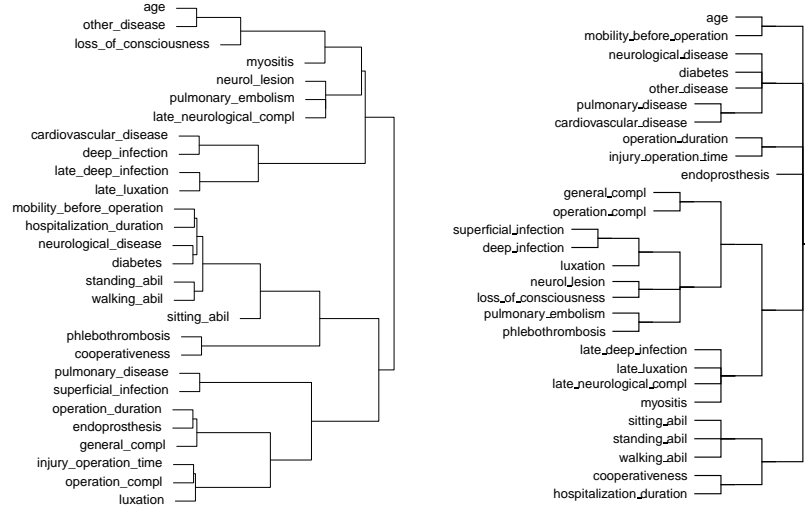 age
other_disease
loss_of_consciousness
myositis
neurol_lesion
pulmonary_embolism
late_neurological_compl
cardiovascular_disease
deep_infection
late_deep_infection
late_luxation
mobility_before_operation
hospitalization_duration
neurological_disease
diabetes
standing_abil
walking_abil
sitting_abil
phlebothrombosis
cooperativeness
pulmonary_disease
superficial_infection
operation_duration
endoprosthesis
general_compl
injury_operation_time
operation_compl
luxation
age
mobility_before_operation
neurological_disease
diabetes
other_disease
pulmonary_disease
cardiovascular_disease
operation_duration
injury_operation_time
endoprosthesis
general_compl
operation_compl
superficial_infection
deep_infection
luxation
neurol_lesion
loss_of_consciousness
pulmonary_embolism
phlebothrombosis
late_deep_infection
late_luxation
late_neurological_compl
myositis
sitting_abil
standing_abil
walking_abil
cooperativeness
hospitalization_duration